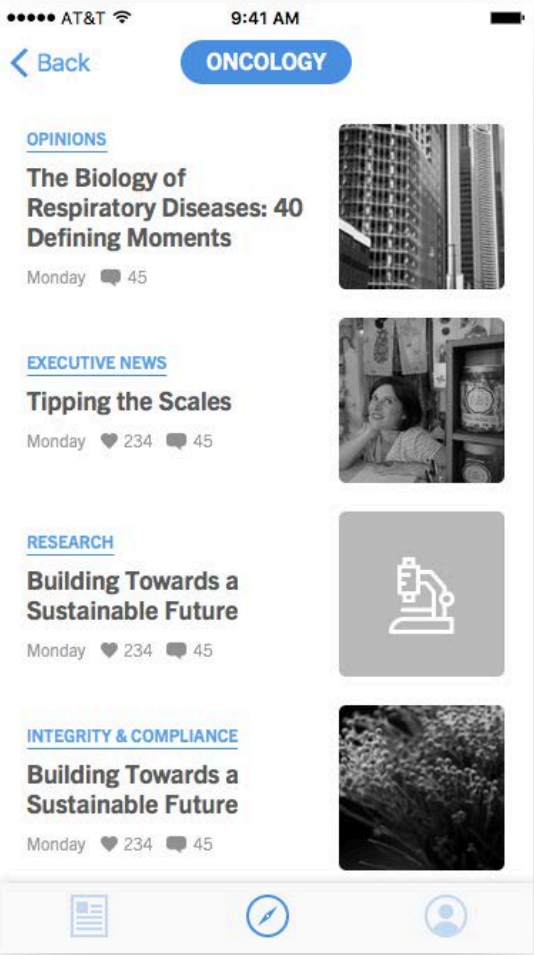 AT&T 9:41 AM
Back ONCOLOGY
OPINIONS
The Biology of
Respiratory Diseases: 40
Defining Moments
Monday 45
EXECUTIVE NEWS
Tipping the Scales
Monday 234 45
RESEARCH
Building Towards a
Sustainable Future
Monday 234 45
INTEGRITY & COMPLIANCE
Building Towards a
Sustainable Future
Monday 234 45